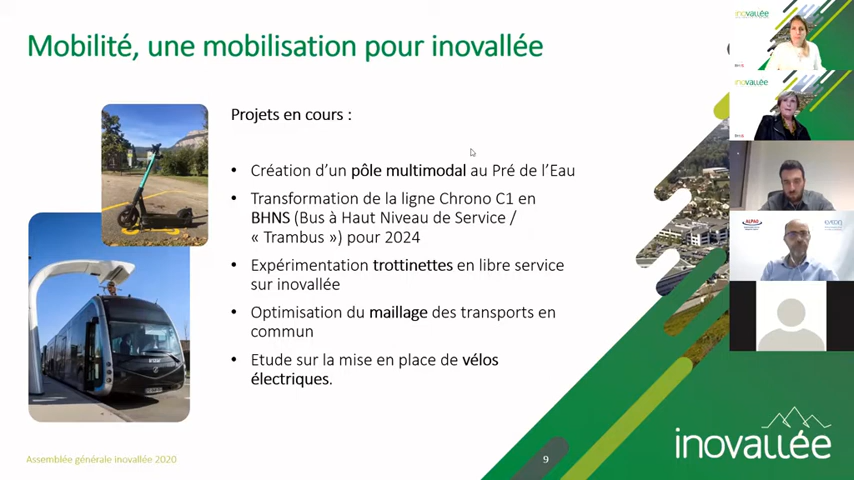 Mobilité, une mobilisation pour inovallée
Projets en cours :
• Création d’un pôle multimodal au Pré de l’Eau
• Transformation de la ligne Chrono C1 en
BHNS (Bus à Haut Niveau de Service /
« Trambus ») pour 2024
• Expérimentation trottinettes en libre service
sur inovallée
• Optimisation du maillage des transports en
commun
• Etude sur la mise en place de vélos
électriques.
Assemblée générale inovallée 2020
9
inovallée
inovallée
inovallée
ALPAO